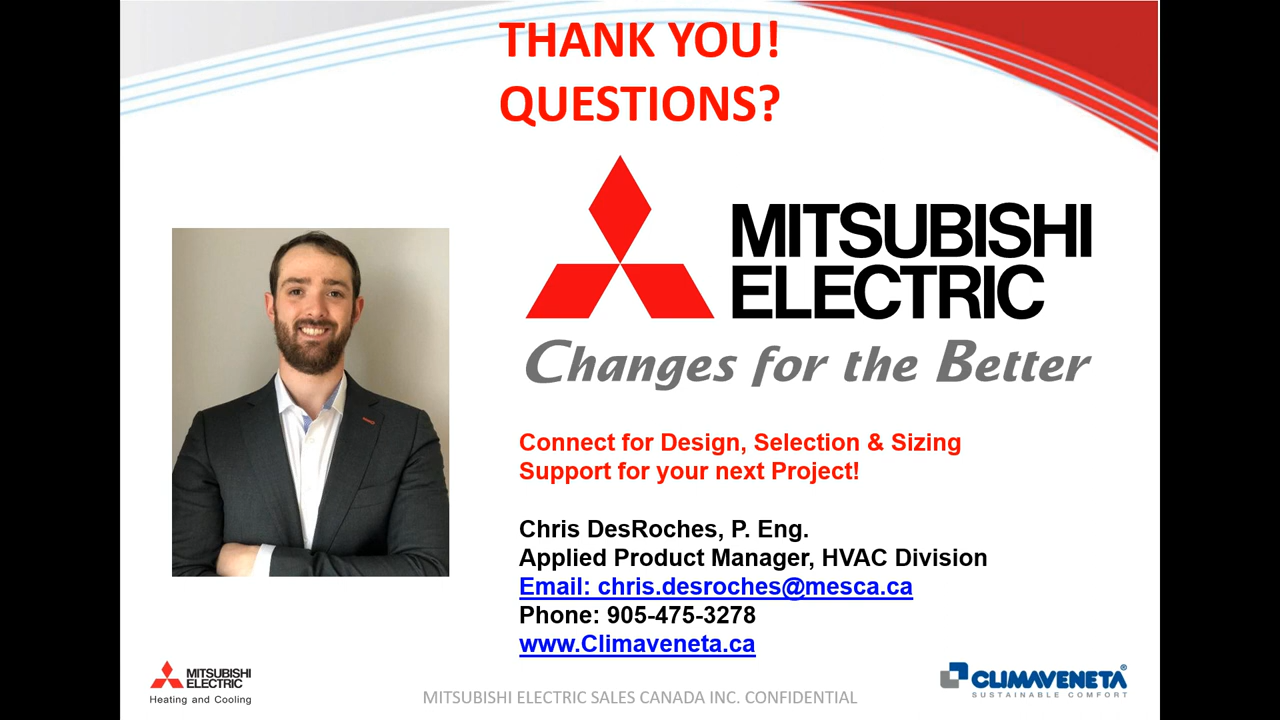 THANK YOU!
QUESTIONS?
MITSUBISHI
ELECTRIC
Changes for the Better
Connect for Design, Selection & Sizing
Support for your next Project!
Chris DesRoches, P. Eng.
Applied Product Manager, HVAC Division
Email: chris.desroches@mesca.ca
Phone: 905-475-3278
www.Climaveneta.ca
MITSUBISHI
ELECTRIC
Heating and Cooling
MITSUBISHI ELECTRIC SALES CANADA INC. CONFIDENTIAL
CLIMAVENETA®
SUSTAINABLE COMFORT